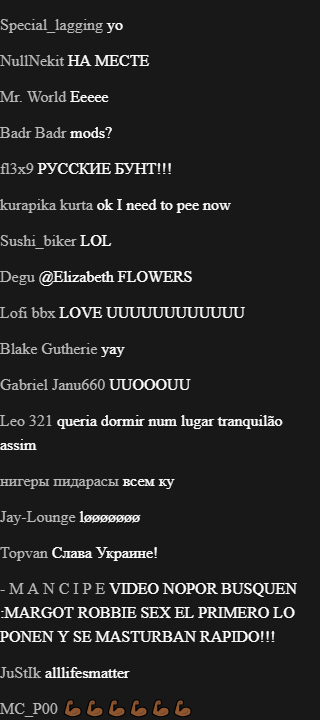 Special_lagging yo
NullNekit НА МЕСТЕ
Mr. World Eeeee
Badr Badr mods?
fl3x9 РУССКИЕ БУНТ!!!
kurapika kurta ok I need to pee now
Sushi_biker LOL
Degu @Elizabeth FLOWERS
Lofi bbx LOVE UUUUUUUUUUUU
Blake Gutherie yay
Gabriel Janu660 UUOOOUU
Leo 321 queria dormir num lugar tranquilão
assim
нигеры пидарасы всем ку
Jay-Lounge løøøøøøø
Topvan Слава Украине!
- M A N C I P E VIDEO NOPOR BUSQUEN
:MARGOT ROBBIE SEX EL PRIMERO LO
PONEN Y SE MASTURBAN RAPIDO!!!
JuStIk alllifesmatter
MC_P00 💪🏾💪🏾💪🏾💪🏾💪🏾💪🏾